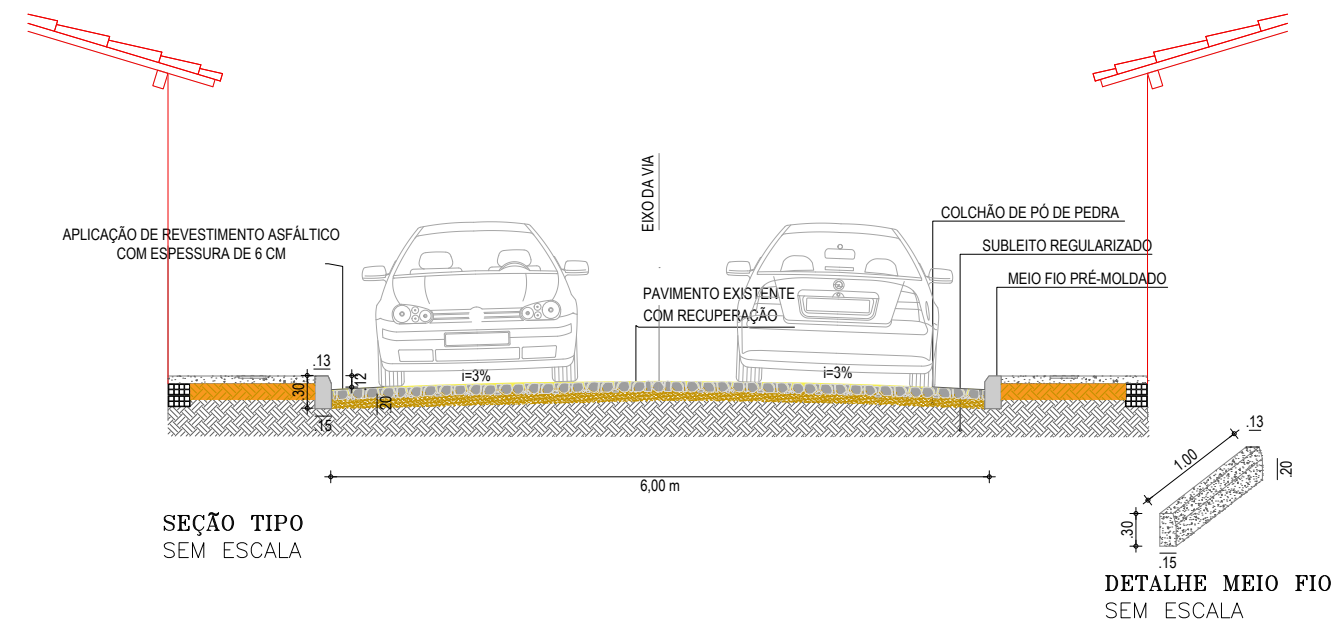 EIXO DA VIA
APLICAÇÃO DE REVESTIMENTO ASFÁLTICO
COM ESPESSURA DE 6 CM
COLCHÃO DE PÓ DE PEDRA
SUBLEITO REGULARIZADO
MEIO FIO PRÉ-MOLDADO
PAVIMENTO EXISTENTE
COM RECUPERAÇÃO
.13
.30
.15
.12
.20
i=3%
i=3%
6,00 m
SEÇÃO TIPO
SEM ESCALA
.13
1.00
.20
.30
.15
DETALHE MEIO FIO
SEM ESCALA